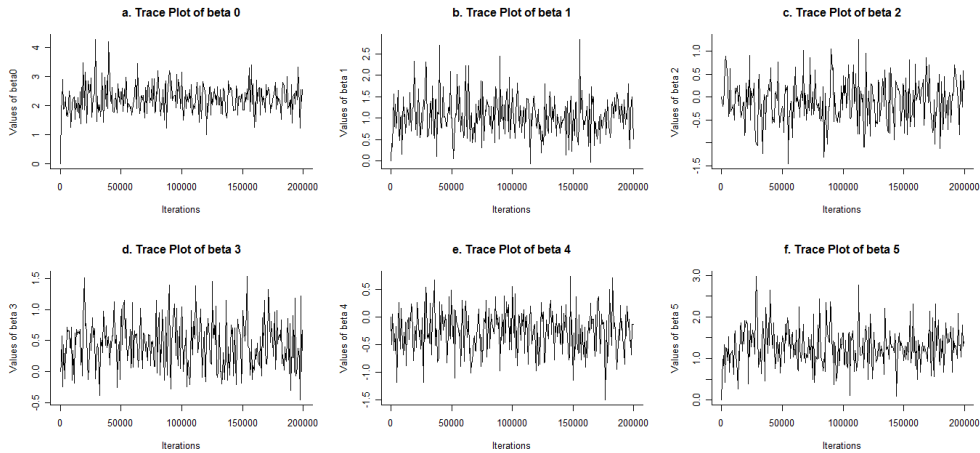 a. Trace Plot of beta 0
b. Trace Plot of beta 1
c. Trace Plot of beta 2
Values of beta0
4
3
2
1
0
0 50000 100000 150000 200000
Iterations
Values of beta 1
2.5
2.0
1.5
1.0
0.5
0.0
0 50000 100000 150000 200000
Iterations
Values of beta 2
1.0
0.5
0.0
-0.5
-1.5
0 50000 100000 150000 200000
Iterations
d. Trace Plot of beta 3
e. Trace Plot of beta 4
f. Trace Plot of beta 5
Values of beta 3
1.5
1.0
0.5
0.0
-0.5
0 50000 100000 150000 200000
Iterations
Values of beta 4
0.5
0.0
-0.5
-1.0
-1.5
0 50000 100000 150000 200000
Iterations
Values of beta 5
3.0
2.0
1.0
0.0
0 50000 100000 150000 200000
Iterations